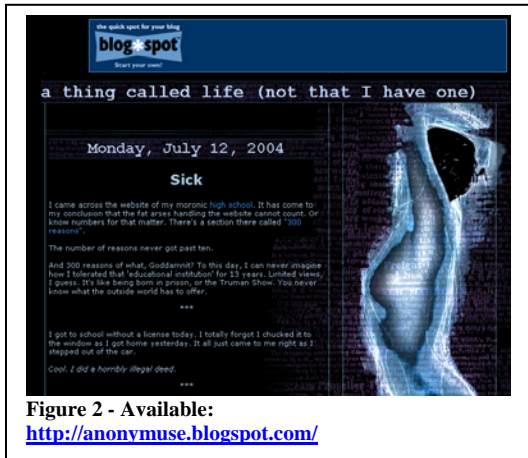 the quick spot for your blog
blog*spot
Start your own!
a thing called life (not that I have one)
Monday, July 12, 2004
Sick
I came across the website of my moronic high school. It has come to
my conclusion that the fat arses handling the website cannot count. Or
know numbers for that matter. There's a section there called "300
reasons".
The number of reasons never got past ten.
And 300 reasons of what, Goddamnit? To this day, I can never imagine
how I tolerated that 'educational institution' for 13 years. Limited views,
I guess. It's like being born in prison, or the Truman Show. You never
know what the outside world has to offer.
***
I got to school without a license today. I totally forgot I chucked it to
the window as I got home yesterday. It all just came to me right as I
stepped out of the car.
Cool. I did a horribly illegal deed.
***
Figure 2 - Available:
http://anonymuse.blogspot.com/